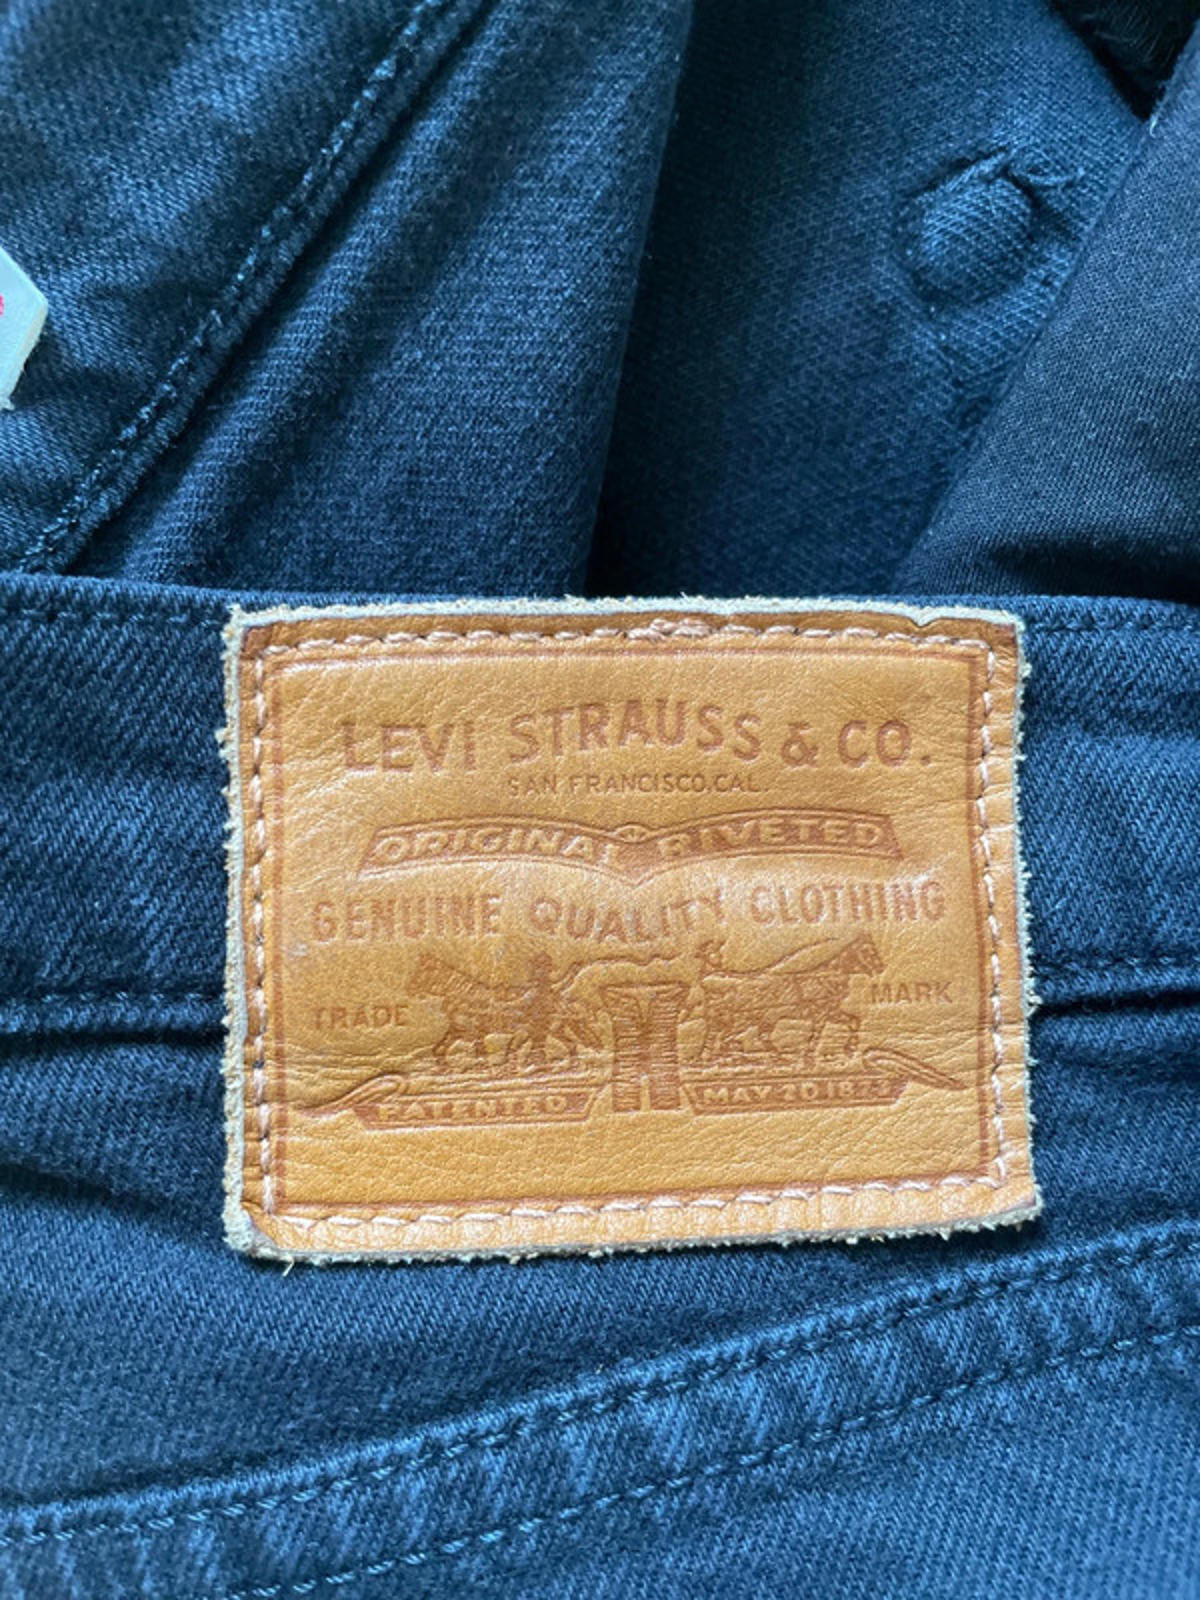 LEVI STRAUSS & CO.
SAN FRANCISCO, CAL.
ORIGINAL RIVETED
GENUINE QUALITY CLOTHING
TRADE MARK
PATENTED MAY 20 1873